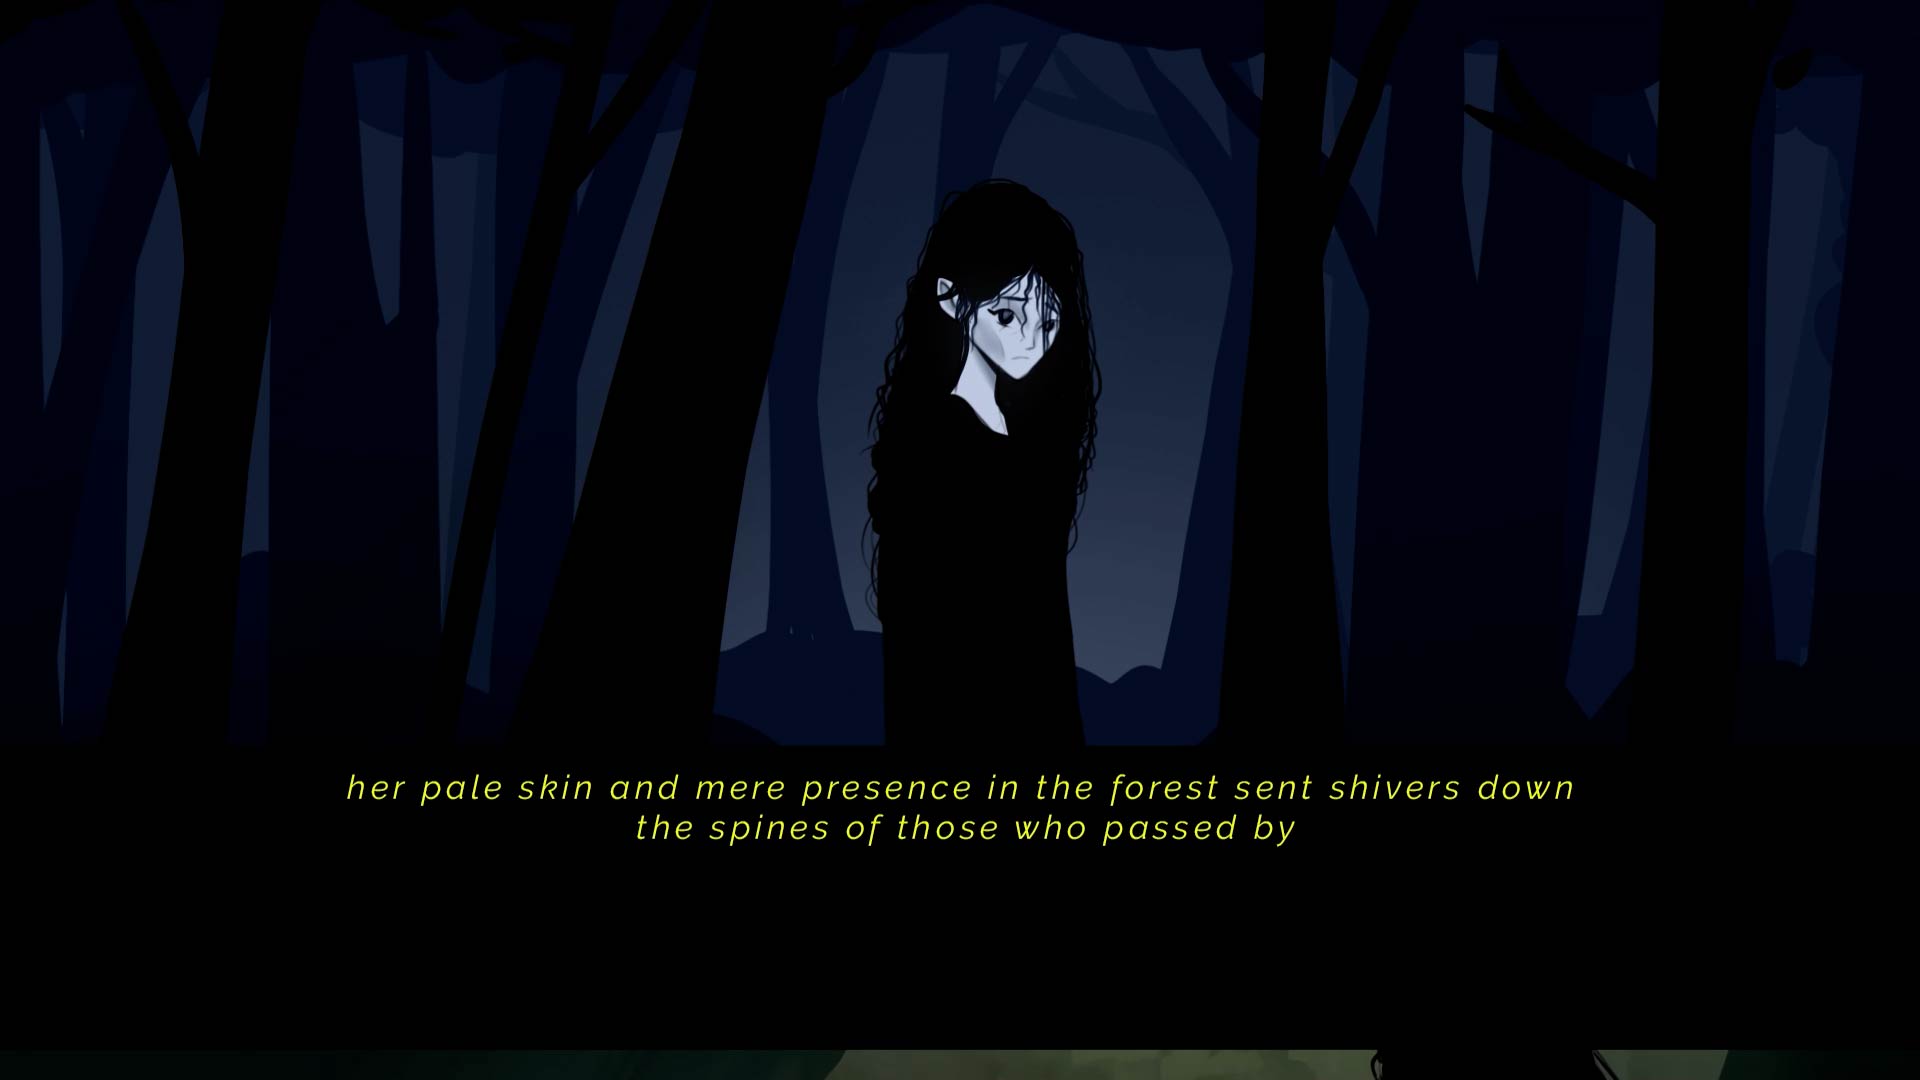 her pale skin and mere presence in the forest sent shivers down
the spines of those who passed by